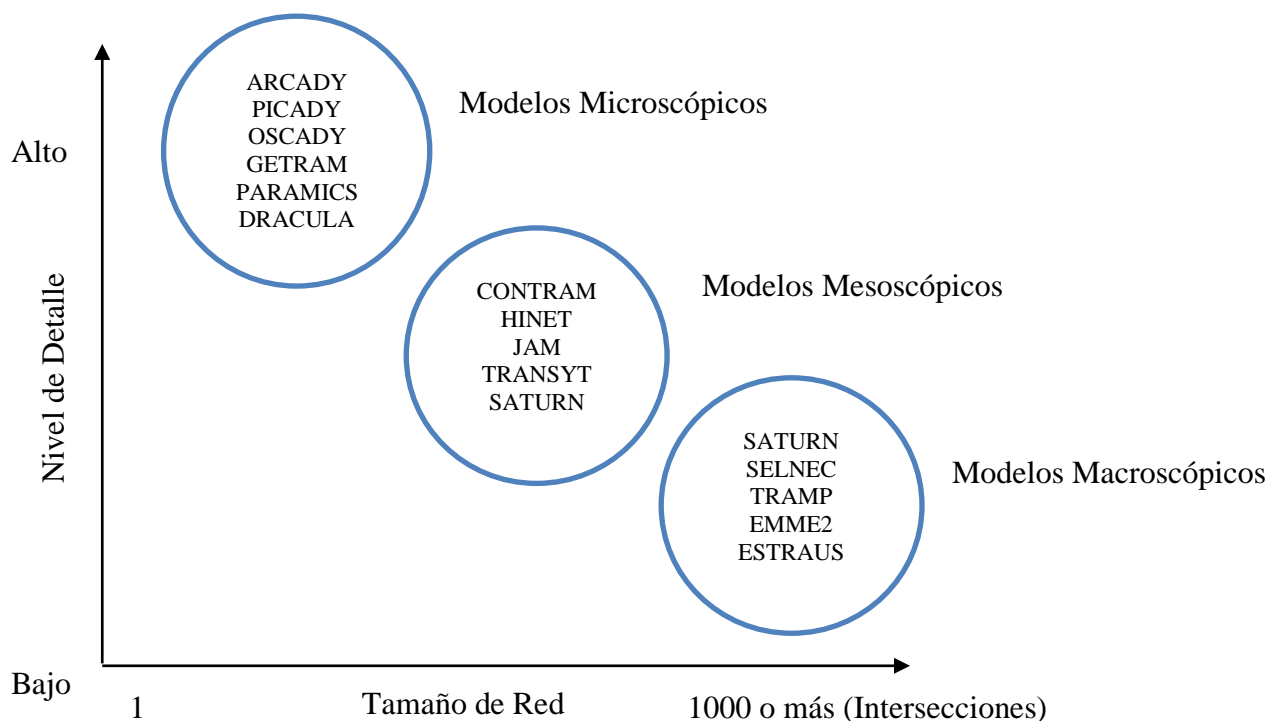 ARCADY
PICADY
OSCADY
GETRAM
PARAMICS
DRACULA
Modelos Microscópicos
Alto
Nivel de Detalle
CONTRAM
HINET
JAM
TRANSYT
SATURN
Modelos Mesoscópicos
SATURN
SELNEC
TRAMP
EMME2
ESTRAUS
Modelos Macroscópicos
Bajo
1
Tamaño de Red
1000 o más (Intersecciones)